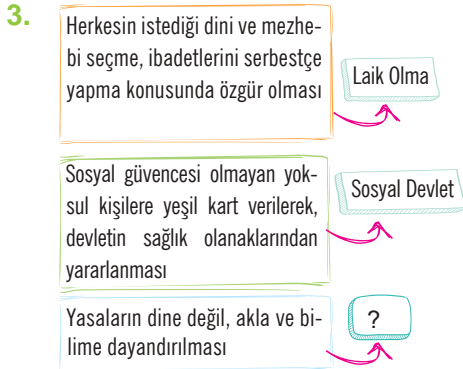 3.
Herkesin istediği dini ve mezhe-
bi seçme, ibadetlerini serbestçe
yapma konusunda özgür olması
Laik Olma
Sosyal güvencesi olmayan yok-
sul kişilere yeşil kart verilerek,
devletin sağlık olanaklarından
yararlanması
Sosyal Devlet
Yasaların dine değil, akla ve bi-
lime dayandırılması
?